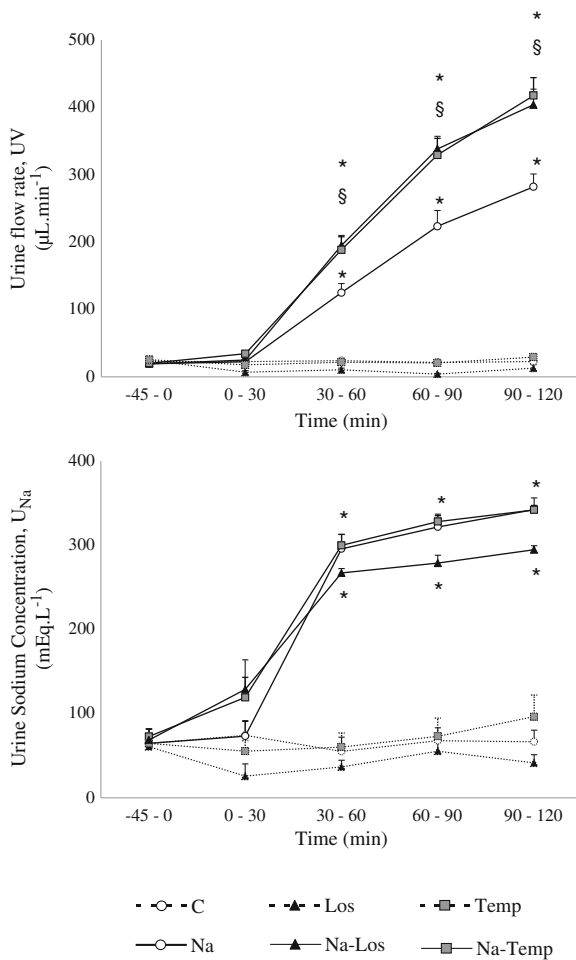 *
*
§
*
§
*
§
*
*
*
500
400
300
200
100
0
Urine flow rate, UV
(µL.min-1)
-45 - 0 0 - 30 30 - 60 60 - 90 90 - 120
Time (min)
*
*
*
*
*
*
400
300
200
100
0
Urine Sodium Concentration, UNa
(mEq.L-1)
-45 - 0 0 - 30 30 - 60 60 - 90 90 - 120
Time (min)
C Los Temp
Na Na-Los Na-Temp